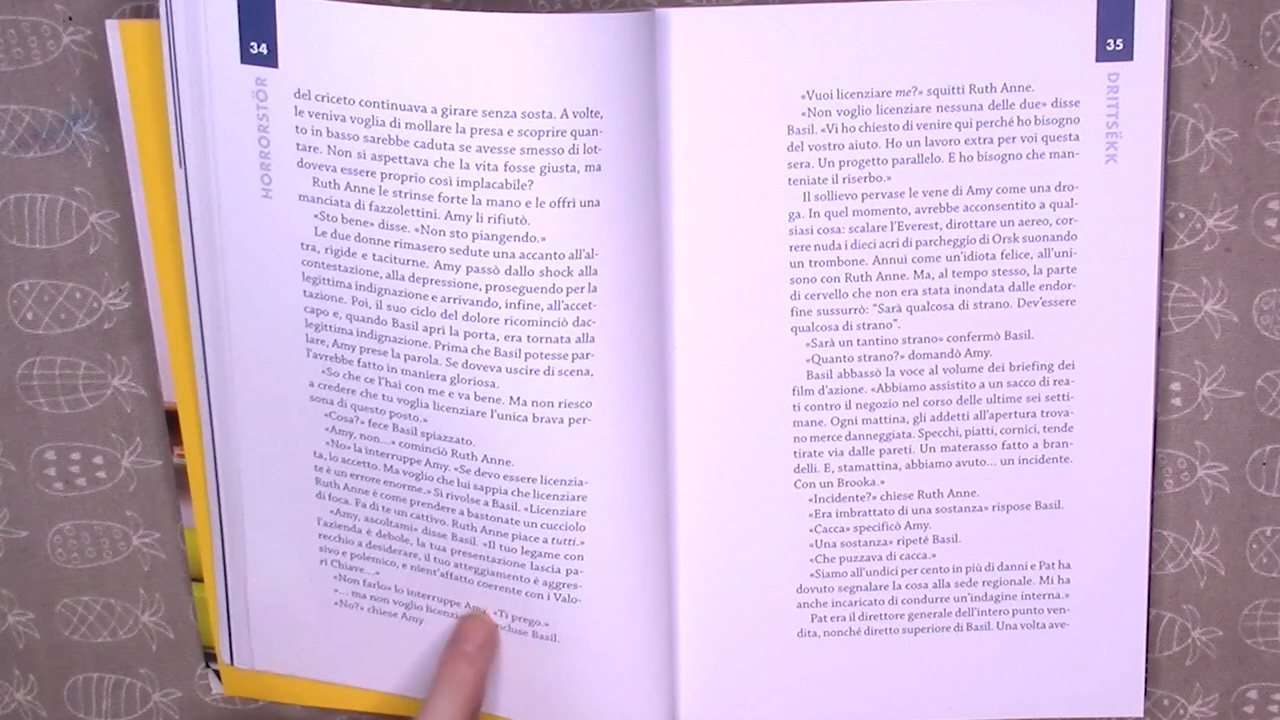 34
HORRORSTÖR
del criceto continuava a girare senza sosta. A volte,
le veniva voglia di mollare la presa e scoprire quan-
to in basso sarebbe caduta se avesse smesso di lot-
tare. Non si aspettava che la vita fosse giusta, ma
doveva essere proprio così implacabile?
Ruth Anne le strinse forte la mano e le offrì una
manciata di fazzolettini. Amy li rifiutò.
«Sto bene» disse. «Non sto piangendo.»
Le due donne rimasero sedute una accanto all'al-
tra, rigide e taciturne. Amy passò dallo shock alla
contestazione, alla depressione, proseguendo per la
legittima indignazione e arrivando, infine, all'accet-
tazione. Poi, il suo ciclo del dolore ricominciò dac-
capo e, quando Basil aprì la porta, era tornata alla
legittima indignazione. Prima che Basil potesse par-
lare, Amy prese la parola. Se doveva uscire di scena,
l'avrebbe fatto in maniera gloriosa.
«So che ce l'hai con me e va bene. Ma non riesco
a credere che tu voglia licenziare l'unica brava per-
sona di questo posto.»
«Cosa?» fece Basil spiazzato.
«Amy, non...» cominciò Ruth Anne.
«No» la interruppe Amy. «Se devo essere licenzia-
ta, lo accetto. Ma voglio che lui sappia che licenziare
te è un errore enorme.» Si rivolse a Basil. «Licenziare
Ruth Anne è come prendere a bastonate un cucciolo
di foca. Fa di te un cattivo. Ruth Anne piace a tutti.»
«Amy, ascoltami» disse Basil. «Il tuo legame con
l'azienda è debole, la tua presentazione lascia pa-
recchio a desiderare, il tuo atteggiamento è aggres-
sivo e polemico, e nient'affatto coerente con i Valo-
ri Chiave...»
«Non farlo» lo interruppe Amy. «Ti prego.»
«... ma non voglio Basil.
«No?» chiese Amy.
35
DRITTSËKK
«Vuoi licenziare me?» squittì Ruth Anne.
«Non voglio licenziare nessuna delle due» disse
Basil. «Vi ho chiesto di venire qui perché ho bisogno
del vostro aiuto. Ho un lavoro extra per voi questa
sera. Un progetto parallelo. E ho bisogno che man-
teniate il riserbo.»
Il sollievo pervase le vene di Amy come una dro-
ga. In quel momento, avrebbe acconsentito a qual-
siasi cosa: scalare l'Everest, dirottare un aereo, cor-
rere nuda i dieci acri di parcheggio di Orsk suonando
un trombone. Annuì come un'idiota felice, all'uni-
sono con Ruth Anne. Ma, al tempo stesso, la parte
di cervello che non era stata inondata dalle endor-
fine sussurrò: "Sarà qualcosa di strano. Dev'essere
qualcosa di strano".
«Sarà un tantino strano» confermò Basil.
«Quanto strano?» domandò Amy.
Basil abbassò la voce al volume dei briefing dei
film d'azione. «Abbiamo assistito a un sacco di rea-
ti contro il negozio nel corso delle ultime sei setti-
mane. Ogni mattina, gli addetti all'apertura trova-
no merce danneggiata. Specchi, piatti, cornici, tende
tirate via dalle pareti. Un materasso fatto a bran-
delli. E, stamattina, abbiamo avuto... un incidente.
Con un Brooka.»
«Incidente?» chiese Ruth Anne.
«Era imbrattato di una sostanza» rispose Basil.
«Cacca» specificò Amy.
«Una sostanza» ripeté Basil.
«Che puzzava di cacca.»
«Siamo all'undici per cento in più di danni e Pat ha
dovuto segnalare la cosa alla sede regionale. Mi ha
anche incaricato di condurre un'indagine interna.»
Pat era il direttore generale dell'intero punto ven-
dita, nonché diretto superiore di Basil. Una volta ave-